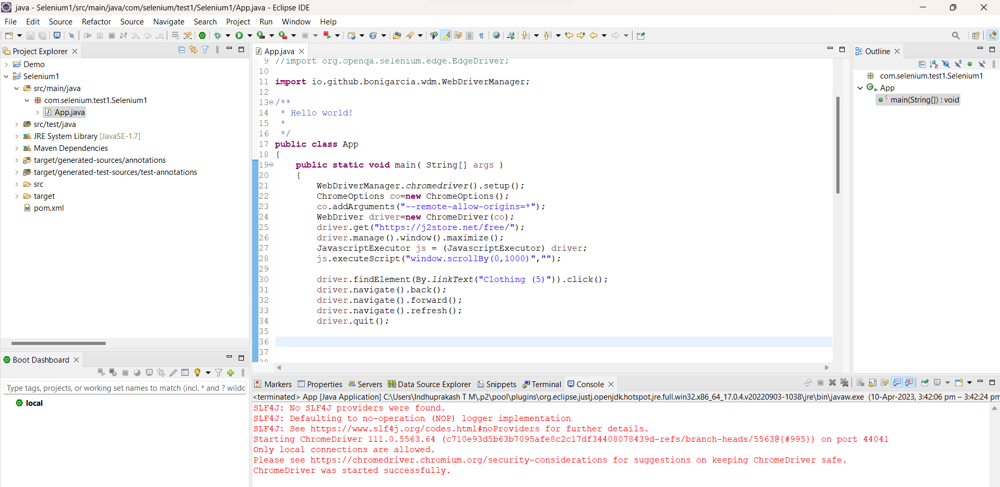 java - Selenium1/src/main/java/com/selenium/test1/Selenium1/App.java - Eclipse IDE
File Edit Source Refactor Source Navigate Search Project Run Window Help
Project Explorer
Demo
Selenium1
src/main/java
com.selenium.test1.Selenium1
App.java
src/test/java
JRE System Library [JavaSE-1.7]
Maven Dependencies
target/generated-sources/annotations
target/generated-test-sources/test-annotations
src
target
pom.xml
App.java
9 //import org.openqa.selenium.edge.EdgeDriver;
10
11 import io.github.bonigarcia.wdm.WebDriverManager;
12
13 /**
14 * Hello world!
15 *
16 */
17 public class App
18 {
19 public static void main( String[] args )
20 {
21 WebDriverManager.chromedriver().setup();
22 ChromeOptions co=new ChromeOptions();
23 co.addArguments("--remote-allow-origins=*");
24 WebDriver driver=new ChromeDriver(co);
25 driver.get("https://j2store.net/free/");
26 driver.manage().window().maximize();
27 JavascriptExecutor js = (JavascriptExecutor) driver;
28 js.executeScript("window.scrollBy(0,1000)","");
29
30 driver.findElement(By.linkText("Clothing (5)")).click();
31 driver.navigate().back();
32 driver.navigate().forward();
33 driver.navigate().refresh();
34 driver.quit();
35
36
37
38
Outline
com.selenium.test1.Selenium1
App
main(String[]) : void
Boot Dashboard
Type tags, projects, or working set names to match (incl. * and ? wildc
local
Markers Properties Servers Data Source Explorer Snippets Terminal Console
<terminated> App [Java Application] C:\Users\Indhuprakash T M\.p2\pool\plugins\org.eclipse.justj.openjdk.hotspot.jre.full.win32.x86_64_17.0.4.v20220903-1038\jre\bin\javaw.exe (10-Apr-2023, 3:42:06 pm – 3:42:24 pm
SLF4J: No SLF4J providers were found.
SLF4J: Defaulting to no-operation (NOP) logger implementation
SLF4J: See https://www.slf4j.org/codes.html#noProviders for further details.
Starting ChromeDriver 111.0.5563.64 (c710e93d5b63b7095afe8c2c17df34408078439d-refs/branch-heads/5563@{#995}) on port 44041
Only local connections are allowed.
Please see https://chromedriver.chromium.org/security-considerations for suggestions on keeping ChromeDriver safe.
ChromeDriver was started successfully.